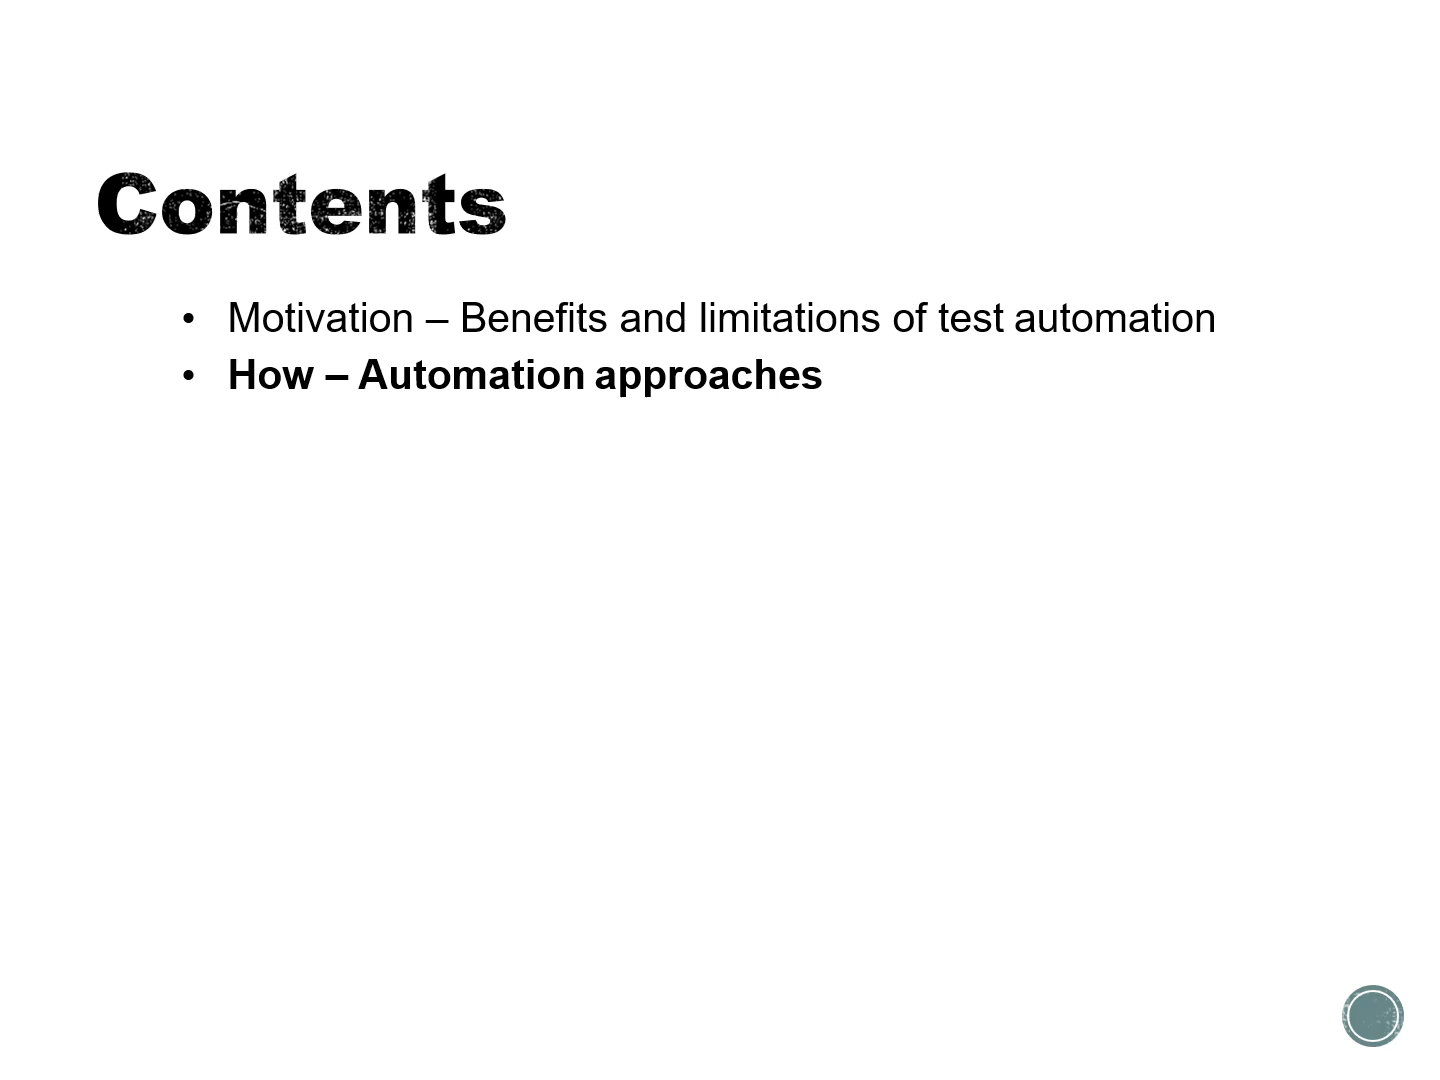 Contents
• Motivation – Benefits and limitations of test automation
• How – Automation approaches